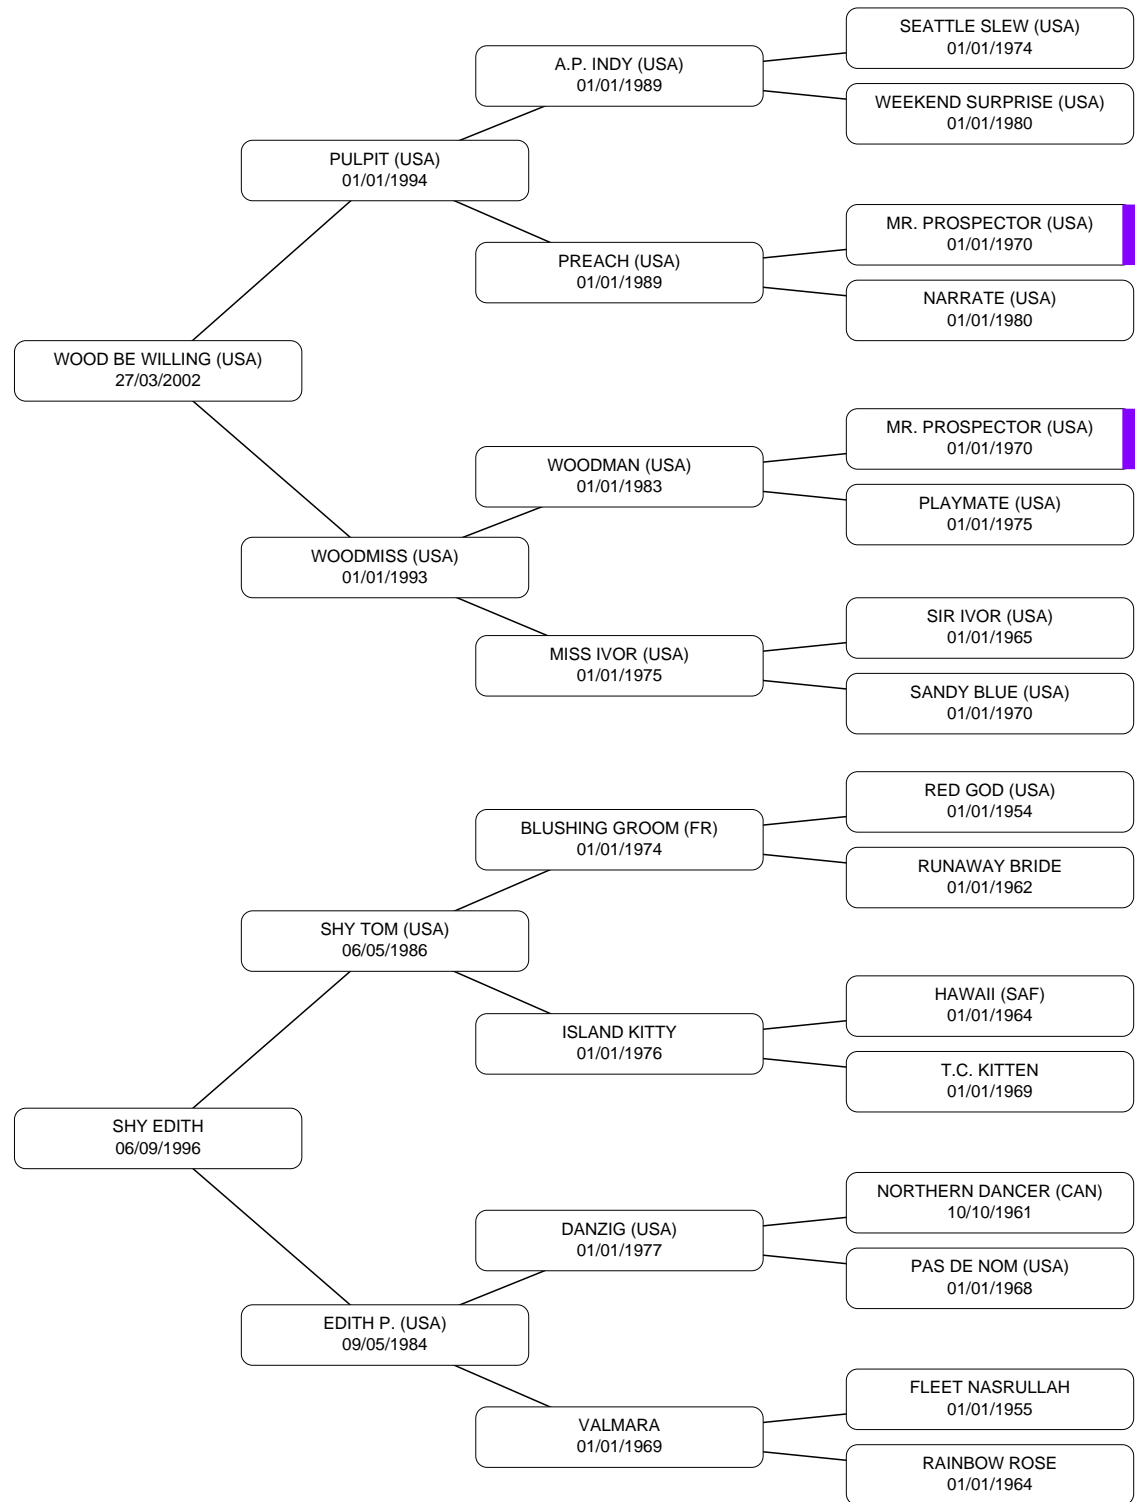 SEATTLE SLEW (USA)
01/01/1974
A.P. INDY (USA)
01/01/1989
WEEKEND SURPRISE (USA)
01/01/1980
PULPIT (USA)
01/01/1994
MR. PROSPECTOR (USA)
01/01/1970
PREACH (USA)
01/01/1989
NARRATE (USA)
01/01/1980
WOOD BE WILLING (USA)
27/03/2002
MR. PROSPECTOR (USA)
01/01/1970
WOODMAN (USA)
01/01/1983
PLAYMATE (USA)
01/01/1975
WOODMISS (USA)
01/01/1993
SIR IVOR (USA)
01/01/1965
MISS IVOR (USA)
01/01/1975
SANDY BLUE (USA)
01/01/1970
RED GOD (USA)
01/01/1954
BLUSHING GROOM (FR)
01/01/1974
RUNAWAY BRIDE
01/01/1962
SHY TOM (USA)
06/05/1986
HAWAII (SAF)
01/01/1964
ISLAND KITTY
01/01/1976
T.C. KITTEN
01/01/1969
SHY EDITH
06/09/1996
NORTHERN DANCER (CAN)
10/10/1961
DANZIG (USA)
01/01/1977
PAS DE NOM (USA)
01/01/1968
EDITH P. (USA)
09/05/1984
FLEET NASRULLAH
01/01/1955
VALMARA
01/01/1969
RAINBOW ROSE
01/01/1964